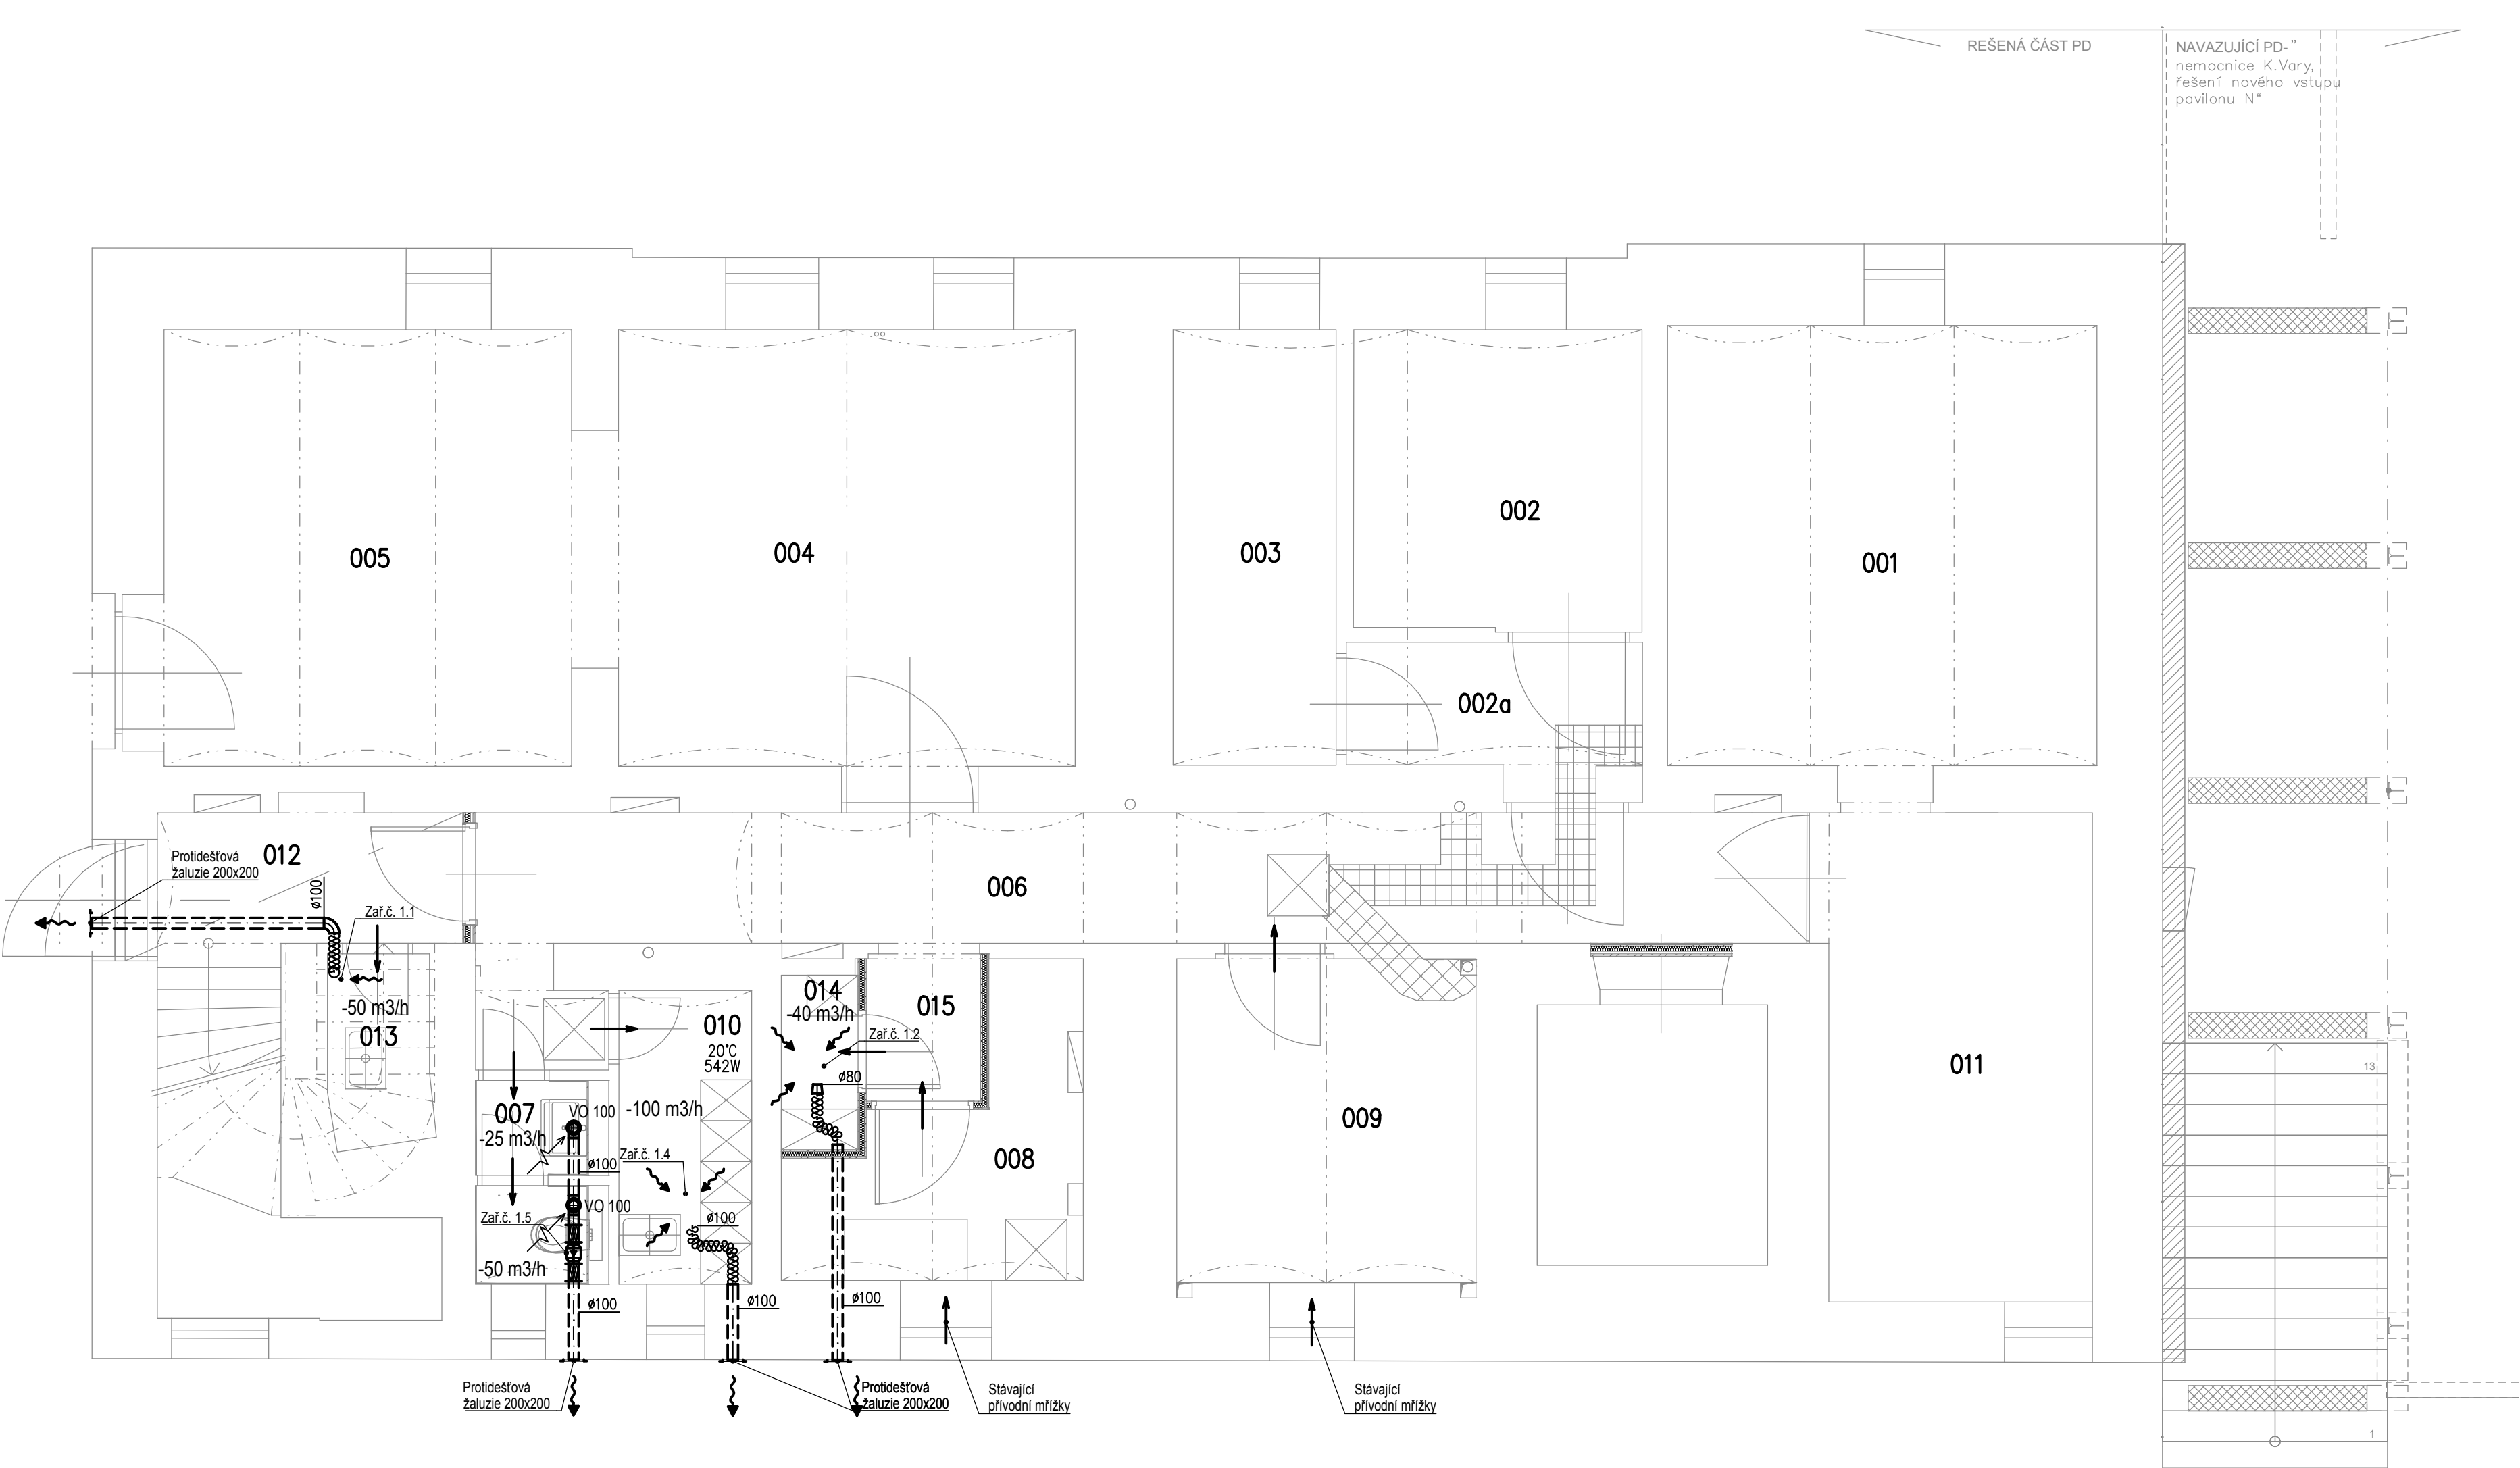 REŠENÁ ČÁST PD
NAVAZUJÍCÍ PD-"
nemocnice K.Vary,
řešení nového vstupu
pavilonu N"
005
004
003
002
001
002a
012
Protidešťová
žaluzie 200x200
ø100
Zař.č. 1.1
-50 m3/h
013
006
014
-40 m3/h
015
Zař.č. 1.2
ø80
010
20°C
542W
011
13
007
VO 100
-100 m3/h
-25 m3/h
ø100
Zař.č. 1.4
009
008
VO 100
Zař.č. 1.5
ø100
-50 m3/h
ø100
ø100
ø100
Protidešťová
žaluzie 200x200
Protidešťová
žaluzie 200x200
Stávající
přívodní mřížky
Stávající
přívodní mřížky
1